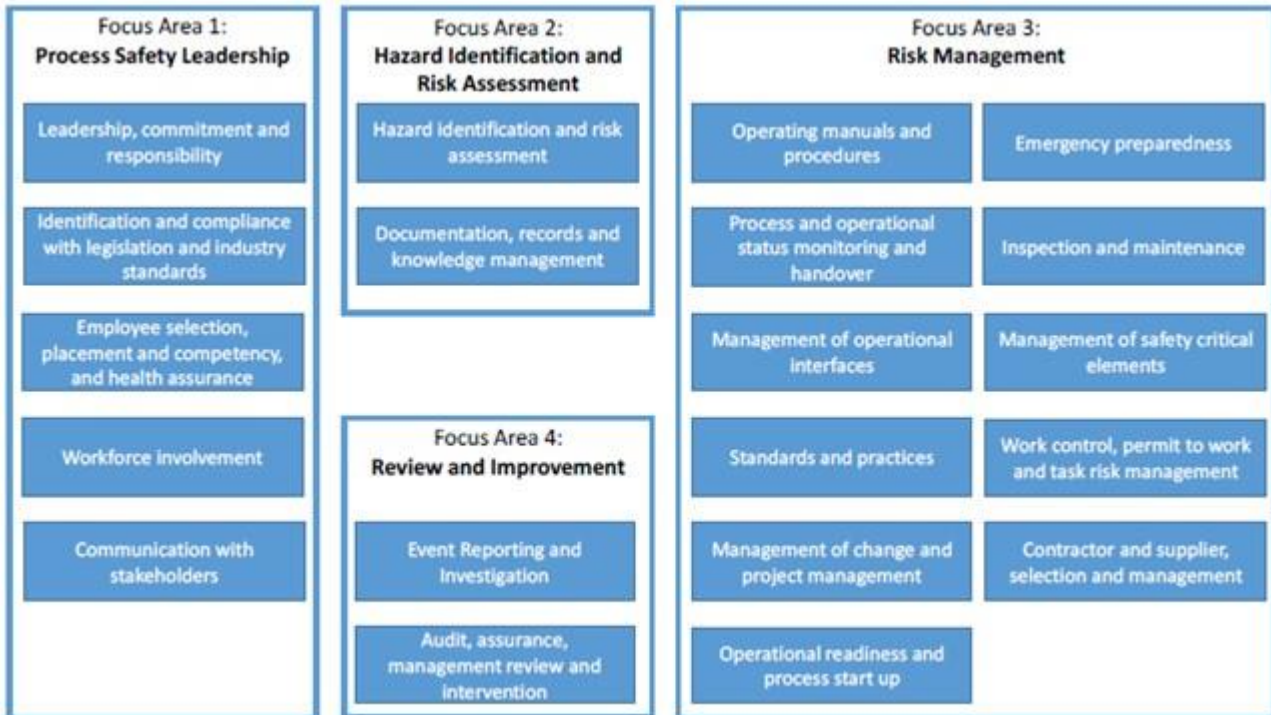 Focus Area 1:
Process Safety Leadership
Leadership, commitment and
responsibility
Identification and compliance
with legislation and industry
standards
Employee selection,
placement and competency,
and health assurance
Workforce involvement
Communication with
stakeholders
Focus Area 2:
Hazard Identification and
Risk Assessment
Hazard identification and risk
assessment
Documentation, records and
knowledge management
Focus Area 4:
Review and Improvement
Event Reporting and
Investigation
Audit, assurance,
management review and
intervention
Focus Area 3:
Risk Management
Operating manuals and
procedures
Emergency preparedness
Process and operational
status monitoring and
handover
Inspection and maintenance
Management of operational
interfaces
Management of safety critical
elements
Standards and practices
Work control, permit to work
and task risk management
Management of change and
project management
Contractor and supplier,
selection and management
Operational readiness and
process start up